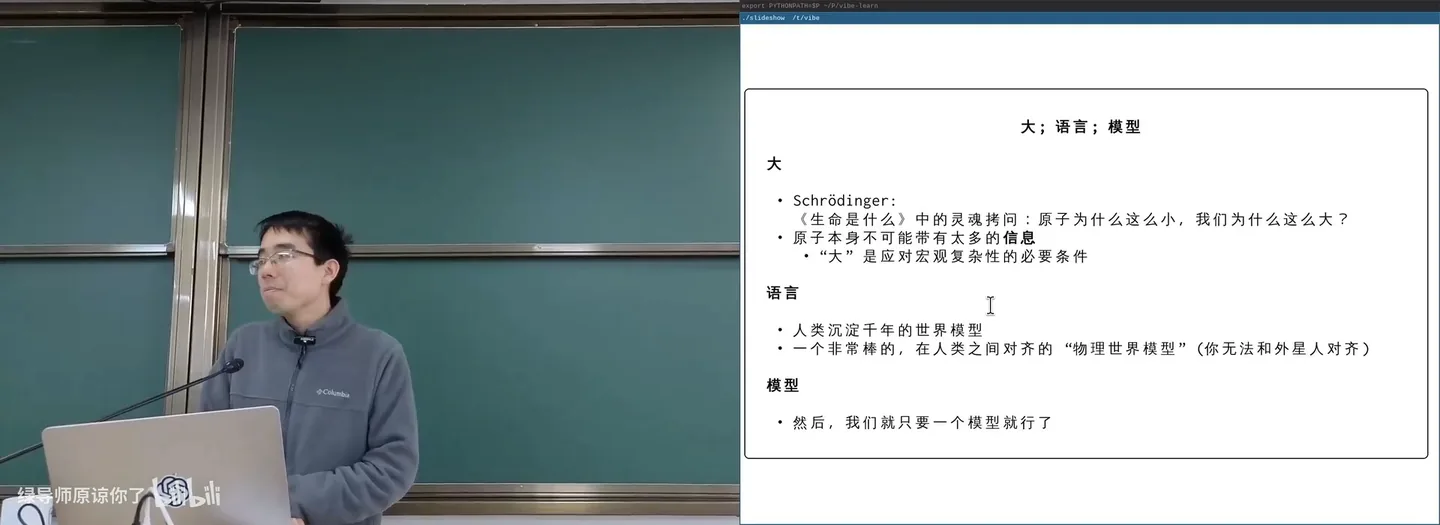 export PYTHONPATH=$P ~/P/vibe-learn
./slideshow /t/vibe
大；语言；模型
大
• Schrödinger:
《生命是什么》中的灵魂拷问：原子为什么这么小，我们为什么这么大？
• 原子本身不可能带有太多的信息
• “大”是应对宏观复杂性的必要条件
语言
• 人类沉淀千年的世界模型
• 一个非常棒的，在人类之间对齐的“物理世界模型”(你无法和外星人对齐)
模型
• 然后，我们就只要一个模型就行了
Columbia
绿导师原谅你了
bilibili